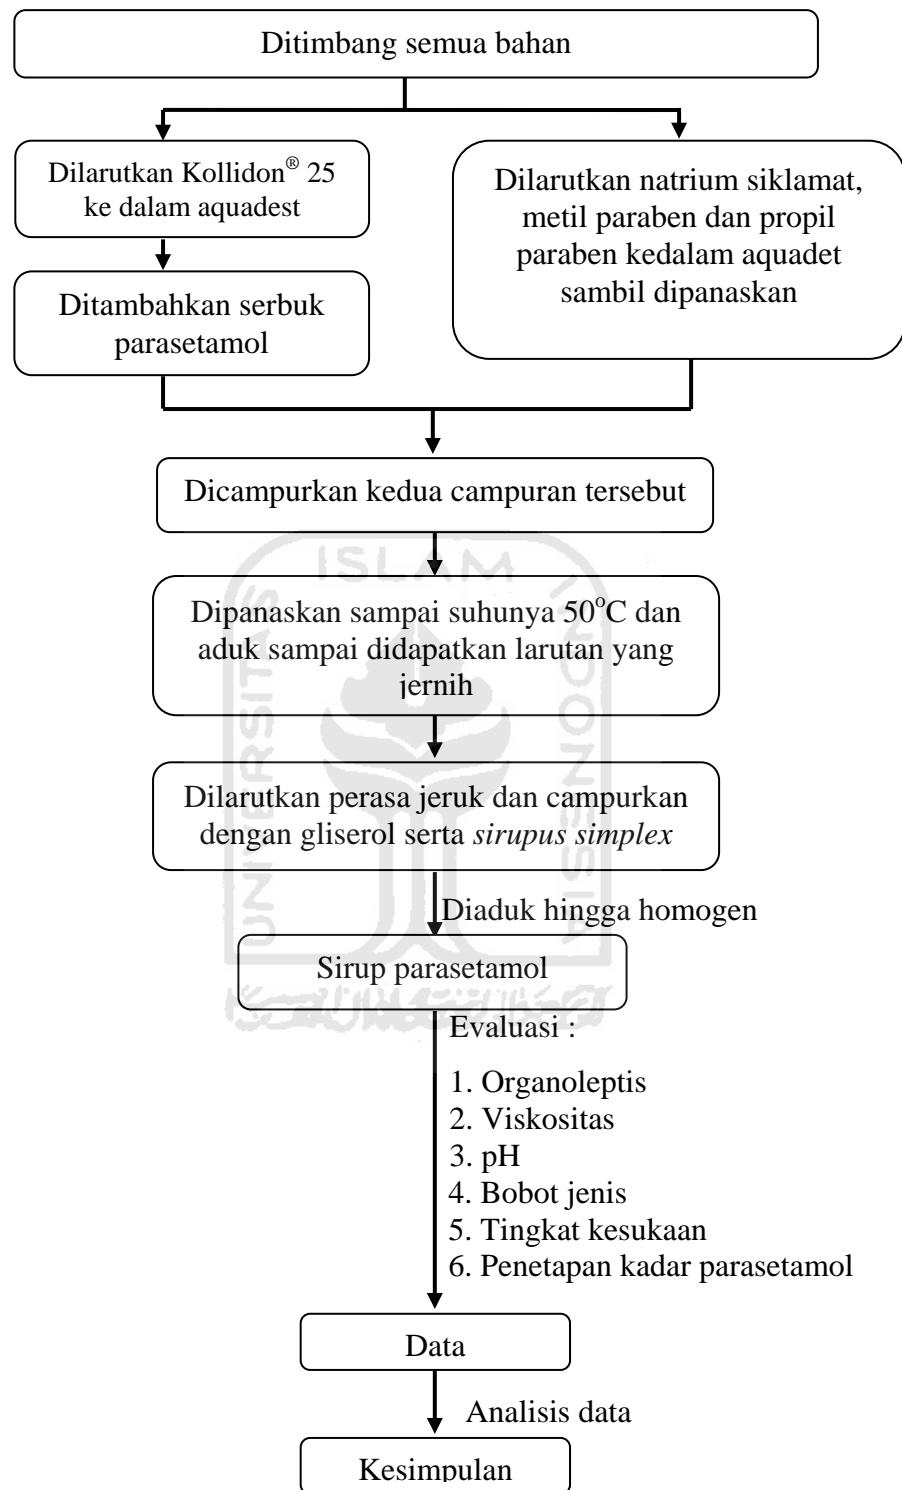 Ditimbang semua bahan
Dilarutkan Kollidon® 25
ke dalam aquadest
Dilarutkan natrium siklamat,
metil paraben dan propil
paraben kedalam aquadet
sambil dipanaskan
Ditambahkan serbuk
parasetamol
Dicampurkan kedua campuran tersebut
Dipanaskan sampai suhunya 50°C dan
aduk sampai didapatkan larutan yang
jernih
Dilarutkan perasa jeruk dan campurkan
dengan gliserol serta sirupus simplex
Diaduk hingga homogen
Sirup parasetamol
Evaluasi :
1. Organoleptis
2. Viskositas
3. pH
4. Bobot jenis
5. Tingkat kesukaan
6. Penetapan kadar parasetamol
Data
Analisis data
Kesimpulan
UNIVERSITAS
ISLAM
INDONESIA